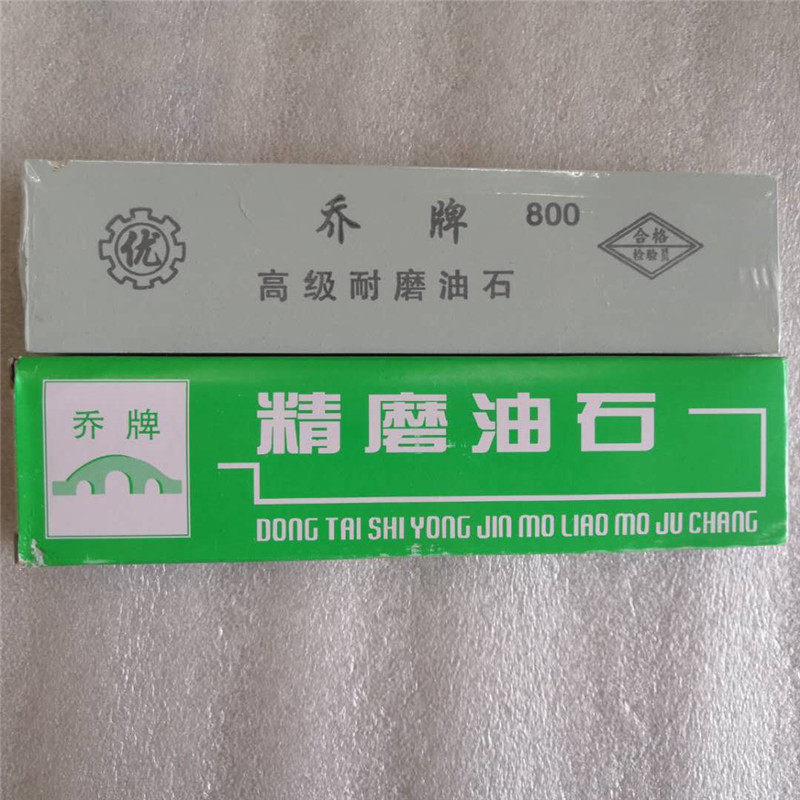 优
乔牌 800
高级耐磨油石
合格
检验员
乔牌
精磨油石
DONG TAI SHI YONG JIN MO LIAO MO JU CHANG